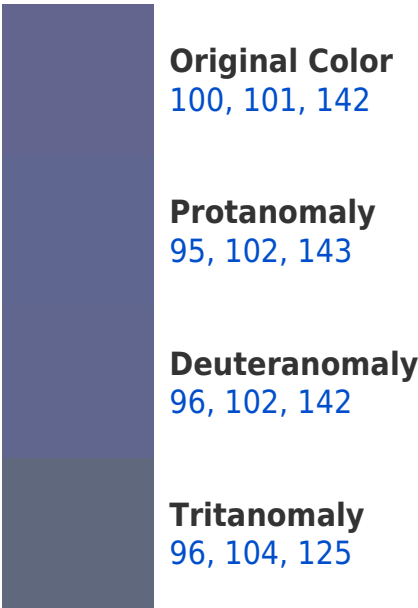 Original Color
100, 101, 142
Protanomaly
95, 102, 143
Deuteranomaly
96, 102, 142
Tritanomaly
96, 104, 125